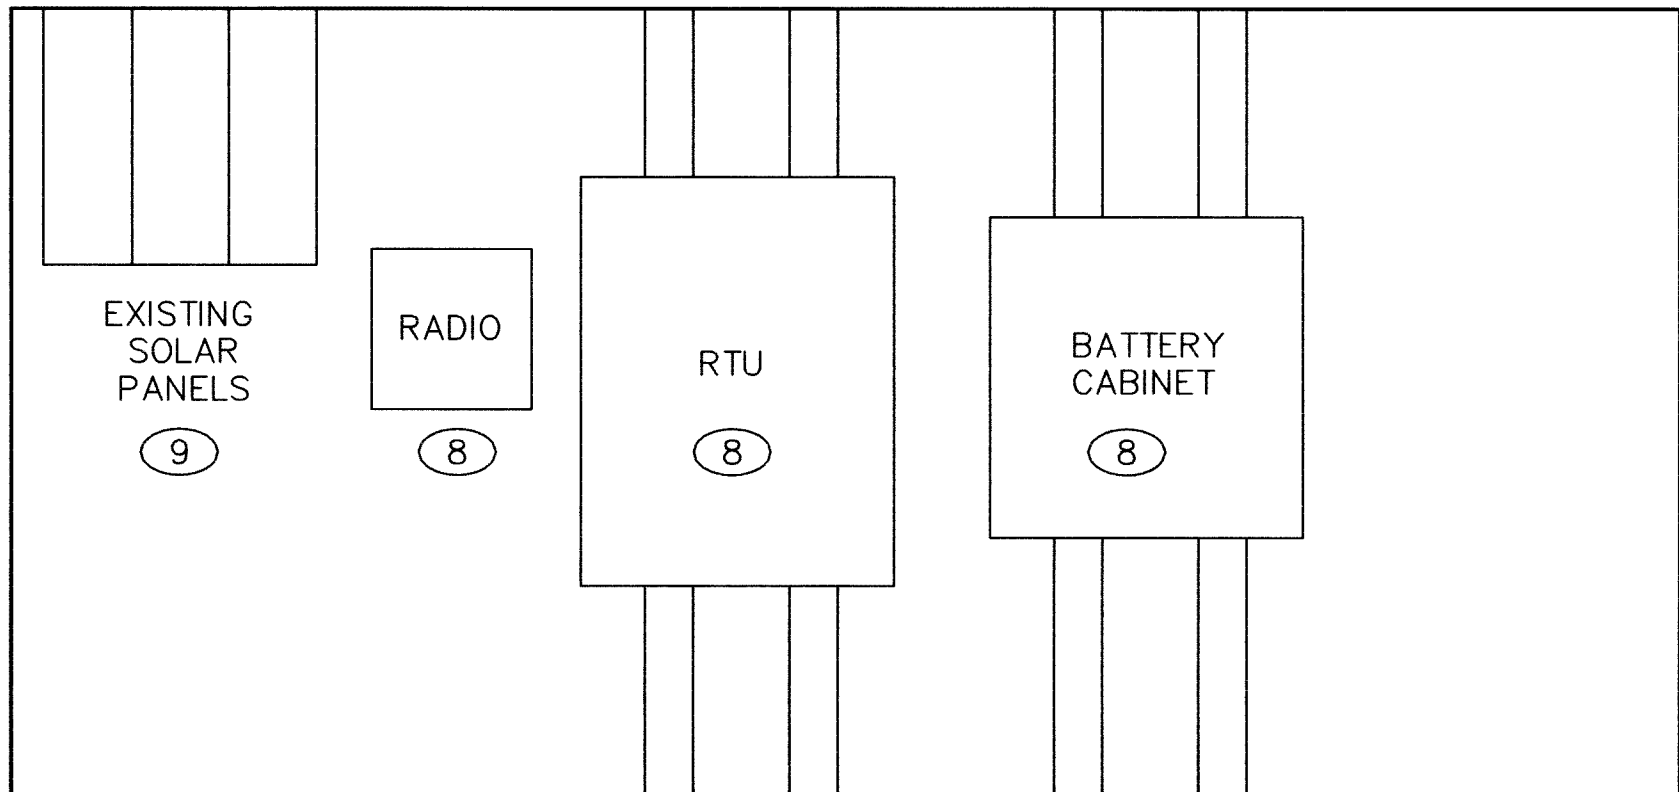 EXISTING
SOLAR
PANELS
9
RADIO
8
RTU
8
BATTERY
CABINET
8